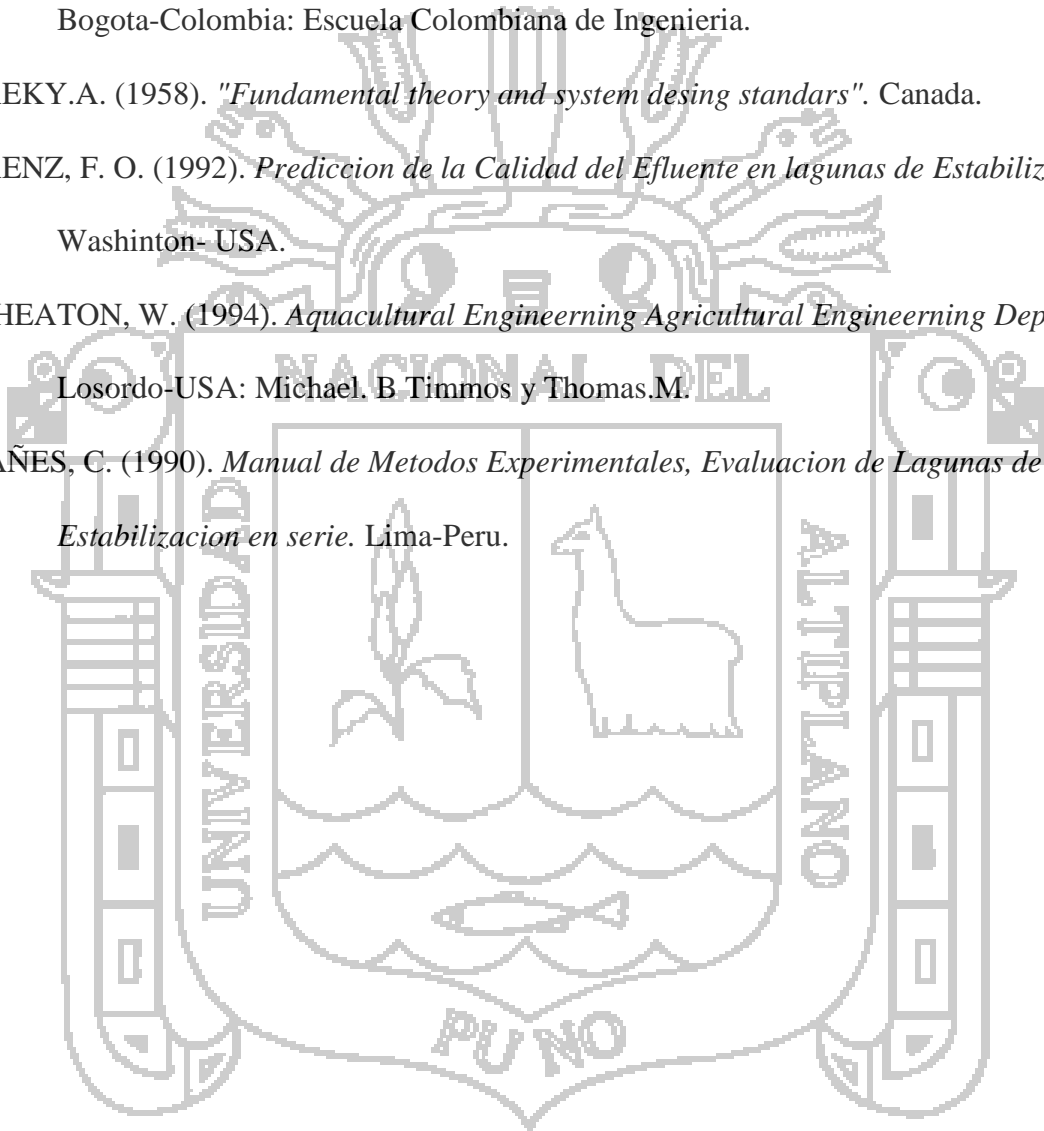 Bogota-Colombia: Escuela Colombiana de Ingenieria.
EKY.A. (1958). "Fundamental theory and system desing standars". Canada.
ENZ, F. O. (1992). Prediccion de la Calidad del Efluente en lagunas de Estabiliz
Washinton- USA.
HEATON, W. (1994). Aquacultural Engineerning Agricultural Engineerning Dep
Losordo-USA: Michael. B Timmos y Thomas.M.
AÑES, C. (1990). Manual de Metodos Experimentales, Evaluacion de Lagunas de
Estabilizacion en serie. Lima-Peru.
NACIONAL DEL
UNIVERSIDAD
ALTIPLANO
PUNO